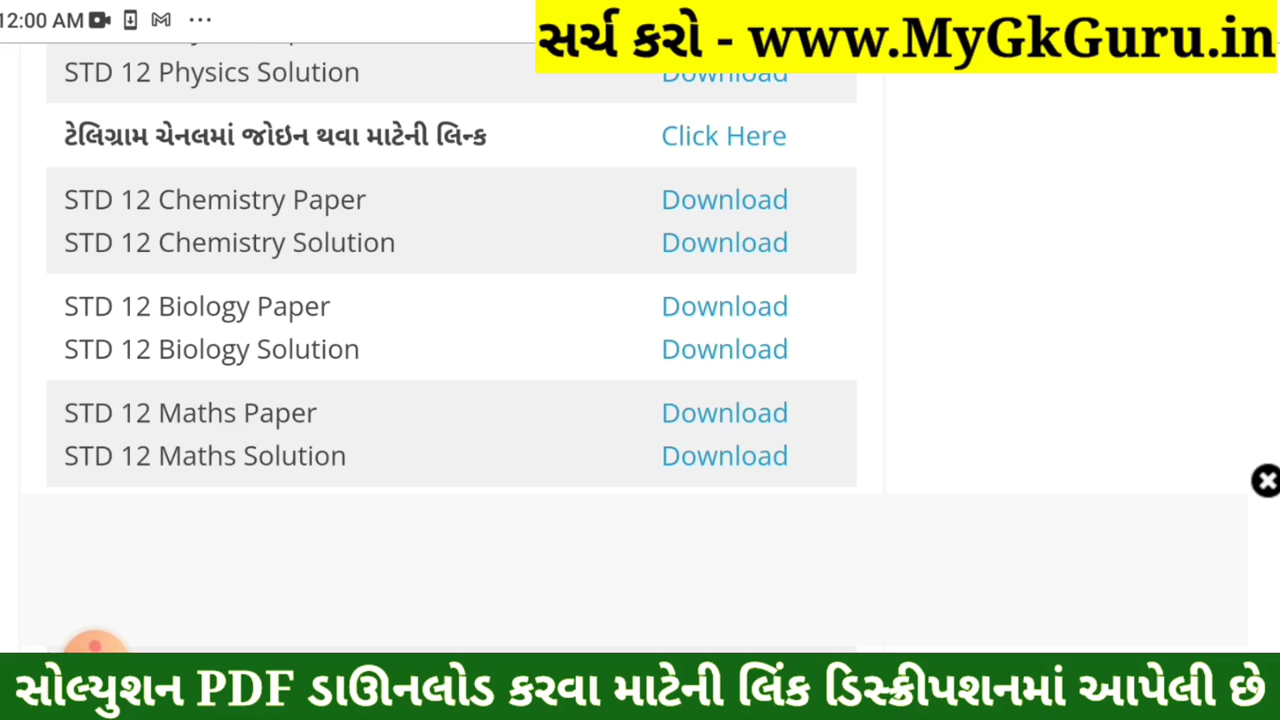 12:00 AM
સર્ચ કરો - www.MyGkGuru.in
STD 12 Physics Solution Download
ટેલિગ્રામ ચેનલમાં જોઇન થવા માટેની લિન્ક Click Here
STD 12 Chemistry Paper Download
STD 12 Chemistry Solution Download
STD 12 Biology Paper Download
STD 12 Biology Solution Download
STD 12 Maths Paper Download
STD 12 Maths Solution Download
સોલ્યુશન PDF ડાઊનલોડ કરવા માટેની લિંક ડિસ્ક્રીપશનમાં આપેલી છે